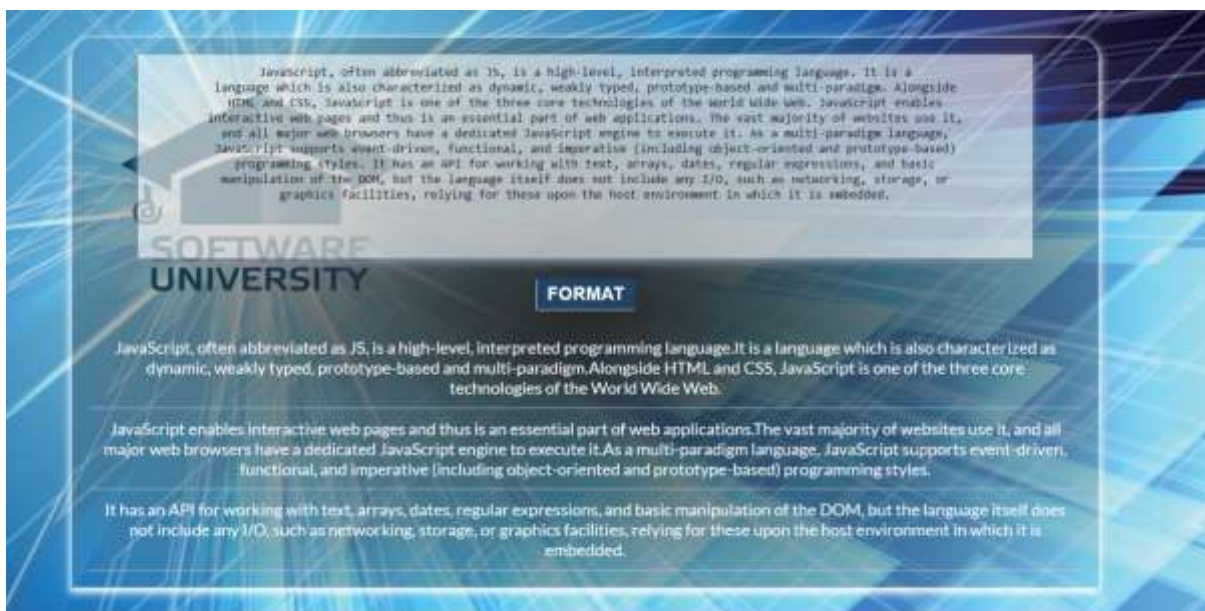 JavaScript, often abbreviated as JS, is a high-level, interpreted programming language. It is a
language which is also characterized as dynamic, weakly typed, prototype-based and multi-paradigm. Alongside
HTML and CSS, JavaScript is one of the three core technologies of the World Wide Web. JavaScript enables
interactive web pages and thus is an essential part of web applications. The vast majority of websites use it,
and all major web browsers have a dedicated JavaScript engine to execute it. As a multi-paradigm language,
JavaScript supports event-driven, functional, and imperative (including object-oriented and prototype-based)
programming styles. It has an API for working with text, arrays, dates, regular expressions, and basic
manipulation of the DOM, but the language itself does not include any I/O, such as networking, storage, or
graphics facilities, relying for these upon the host environment in which it is embedded.
SOFTWARE
UNIVERSITY
FORMAT
JavaScript, often abbreviated as JS, is a high-level, interpreted programming language.It is a language which is also characterized as
dynamic, weakly typed, prototype-based and multi-paradigm.Alongside HTML and CSS, JavaScript is one of the three core
technologies of the World Wide Web.
JavaScript enables interactive web pages and thus is an essential part of web applications.The vast majority of websites use it, and all
major web browsers have a dedicated JavaScript engine to execute it.As a multi-paradigm language, JavaScript supports event-driven,
functional, and imperative (including object-oriented and prototype-based) programming styles.
It has an API for working with text, arrays, dates, regular expressions, and basic manipulation of the DOM, but the language itself does
not include any I/O, such as networking, storage, or graphics facilities, relying for these upon the host environment in which it is
embedded.